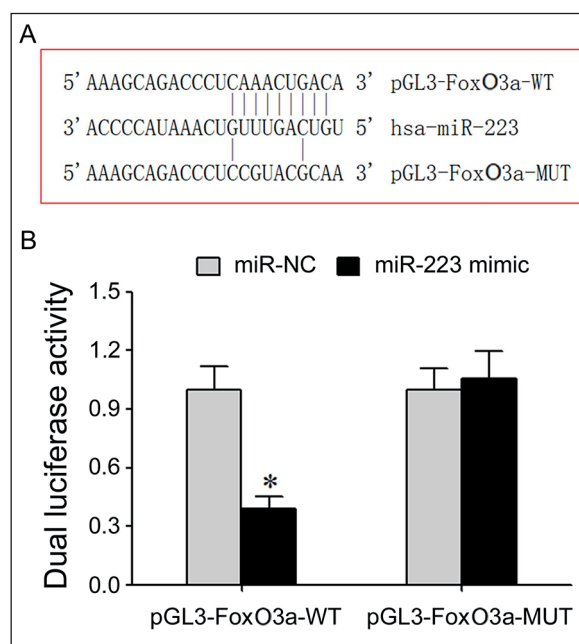 A
5' AAAGCAGACCCUCAAACUGACA 3' pGL3-FoxO3a-WT
3' ACCCCAUAAACUGUUUGACUGU 5' hsa-miR-223
5' AAAGCAGACCCUCCGUACGCAA 3' pGL3-FoxO3a-MUT
B
miR-NC miR-223 mimic
Dual luciferase activity
1.5
1.2
0.9
0.6
0.3
0.0
*
pGL3-FoxO3a-WT pGL3-FoxO3a-MUT